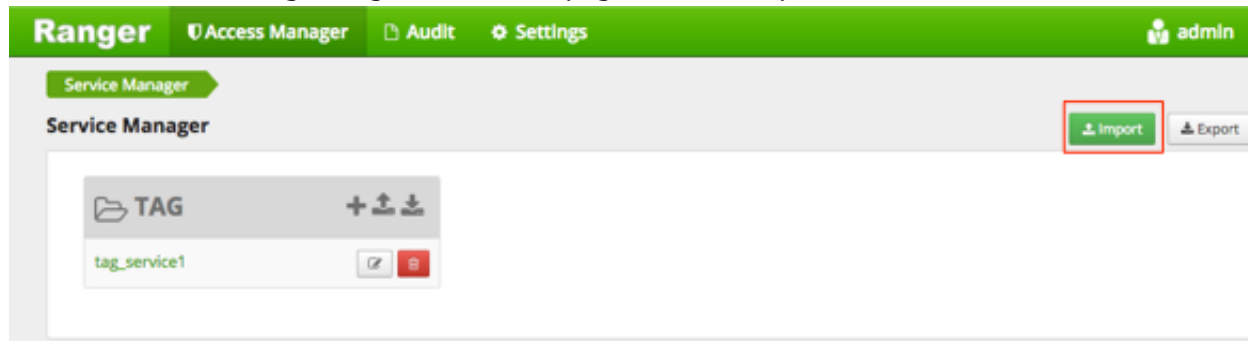 Ranger Access Manager Audit Settings admin
Service Manager
Service Manager Import Export
TAG
tag_service1